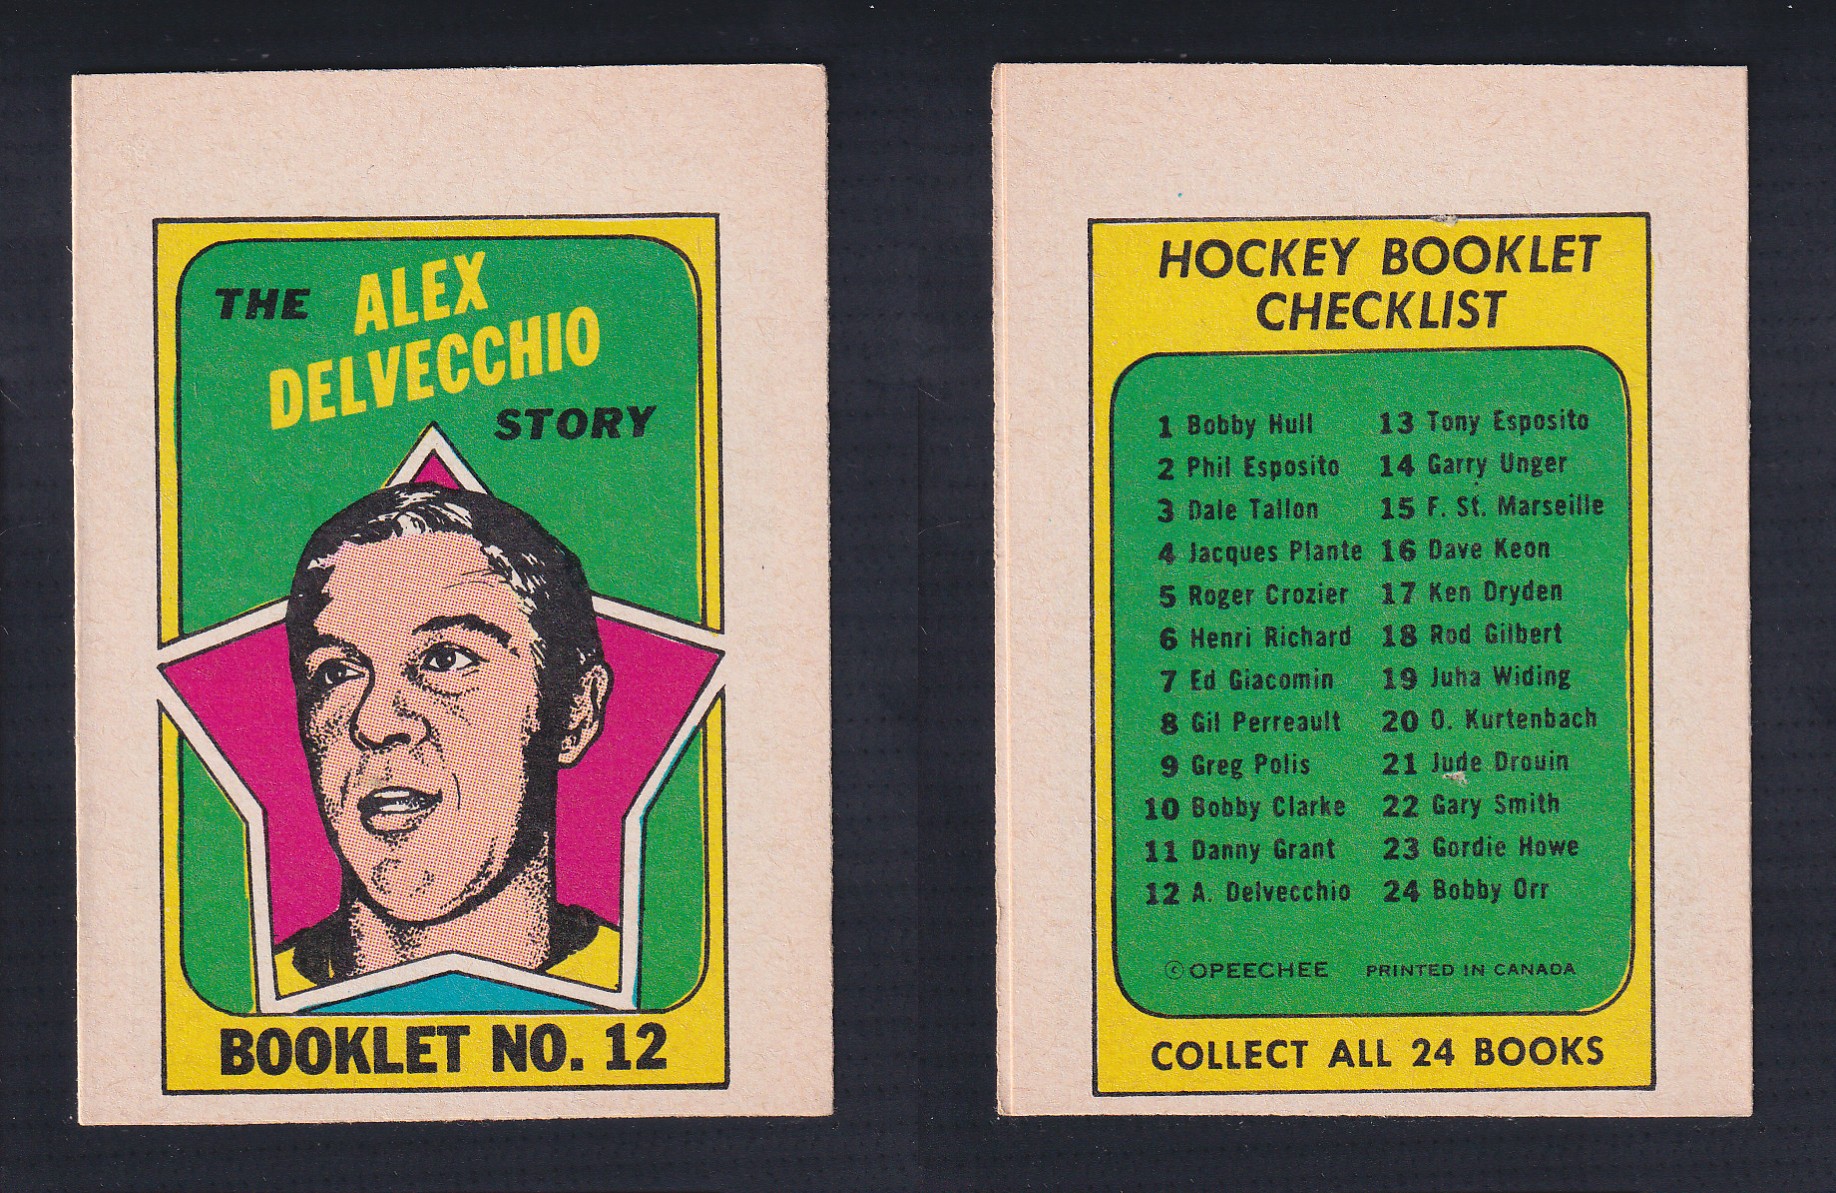 THE ALEX
DELVECCHIO
STORY
BOOKLET NO. 12
HOCKEY BOOKLET
CHECKLIST
1 Bobby Hull
2 Phil Esposito
3 Dale Tallon
4 Jacques Plante
5 Roger Crozier
6 Henri Richard
7 Ed Giacomin
8 Gil Perreault
9 Greg Polis
10 Bobby Clarke
11 Danny Grant
12 A. Delvecchio
13 Tony Esposito
14 Garry Unger
15 F. St. Marseille
16 Dave Keon
17 Ken Dryden
18 Rod Gilbert
19 Juha Widing
20 O. Kurtenbach
21 Jude Drouin
22 Gary Smith
23 Gordie Howe
24 Bobby Orr
©OPEECHEE PRINTED IN CANADA
COLLECT ALL 24 BOOKS